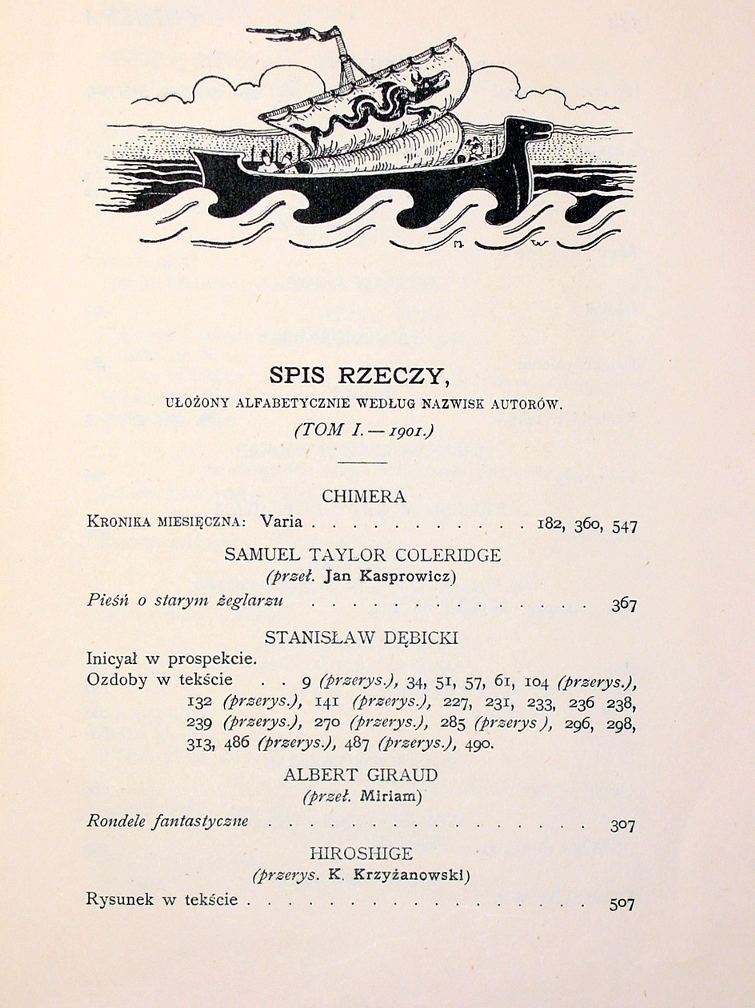 M W
SPIS RZECZY,
UŁOŻONY ALFABETYCZNIE WEDŁUG NAZWISK AUTORÓW.
(TOM I. — 1901.)
CHIMERA
KRONIKA MIESIĘCZNA: Varia . . . . . . . . . . . . 182, 360, 547
SAMUEL TAYLOR COLERIDGE
(przeł. Jan Kasprowicz)
Pieśń o starym żeglarzu . . . . . . . . . . . . . . 367
STANISŁAW DĘBICKI
Inicyał w prospekcie.
Ozdoby w tekście . . 9 (przerys.), 34, 51, 57, 61, 104 (przerys.),
132 (przerys.), 141 (przerys.), 227, 231, 233, 236 238,
239 (przerys.), 270 (przerys.), 285 (przerys ), 296, 298,
313, 486 (przerys.), 487 (przerys.), 490.
ALBERT GIRAUD
(przeł. Miriam)
Rondele fantastyczne . . . . . . . . . . . . . . . . 307
HIROSHIGE
(przerys. K. Krzyżanowski)
Rysunek w tekście . . . . . . . . . . . . . . . . . 507